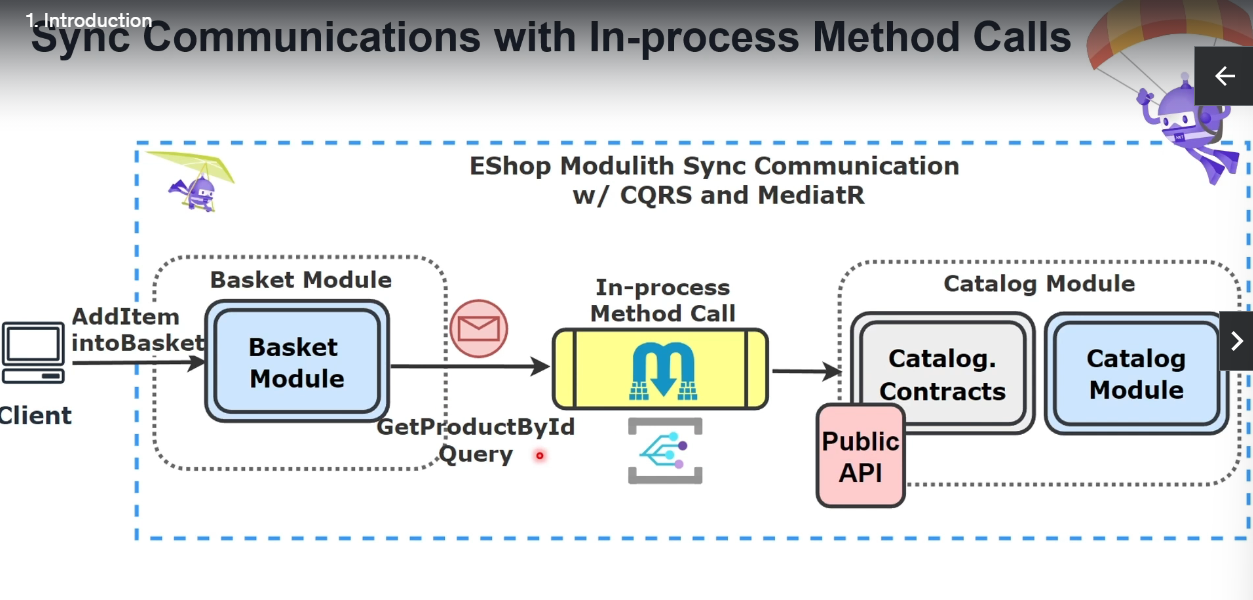 1. Introduction
Sync Communications with In-process Method Calls
EShop Modulith Sync Communication
w/ CQRS and MediatR
Basket Module
In-process
Method Call
Catalog Module
AddItem
intoBasket
Basket
Module
Catalog.
Contracts
Catalog
Module
Client
GetProductById
Query
Public
API